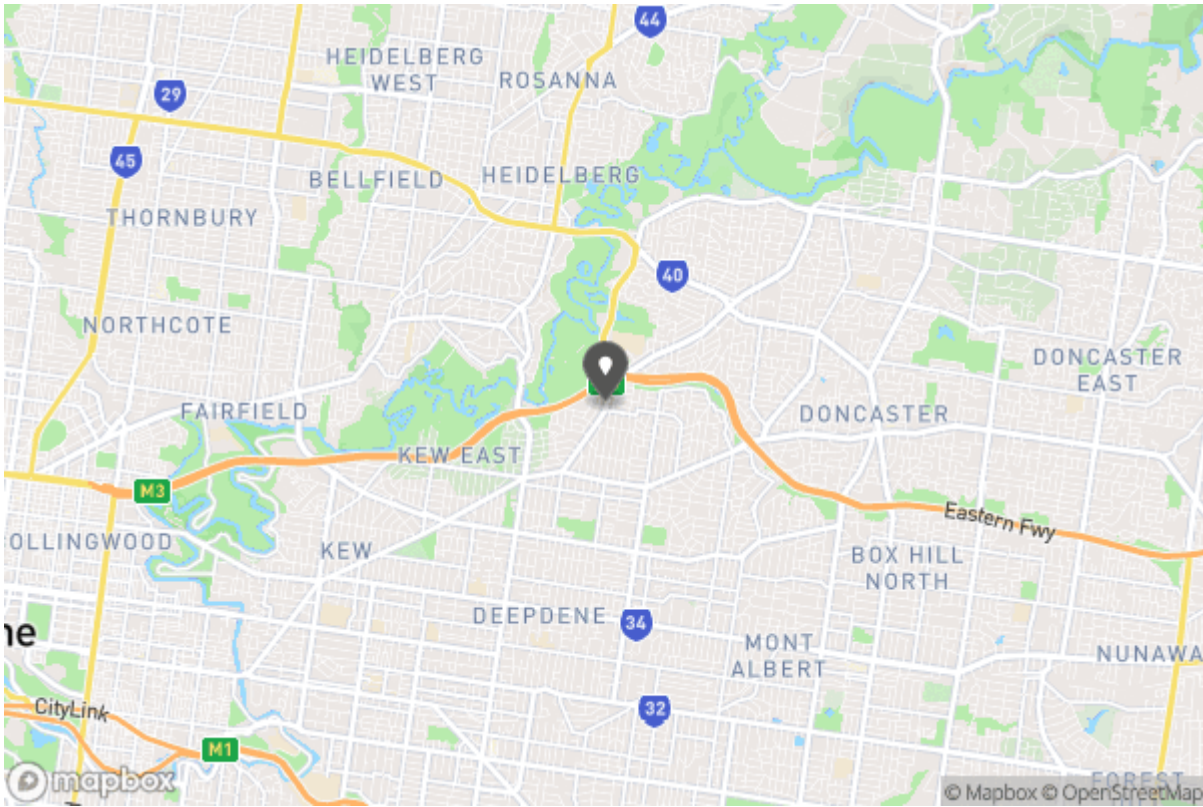 44
HEIDELBERG
WEST
ROSANNA
29
45
BELLFIELD
HEIDELBERG
THORNBURY
40
NORTHCOTE
DONCASTER
EAST
FAIRFIELD
DONCASTER
KEW EAST
M3
Eastern Fwy
OLLINGWOOD
KEW
BOX HILL
NORTH
DEEPDENE
34
ne
MONT
ALBERT
NUNAWA
CityLink
32
M1
mapbox
FOREST
© Mapbox © OpenStreetMap